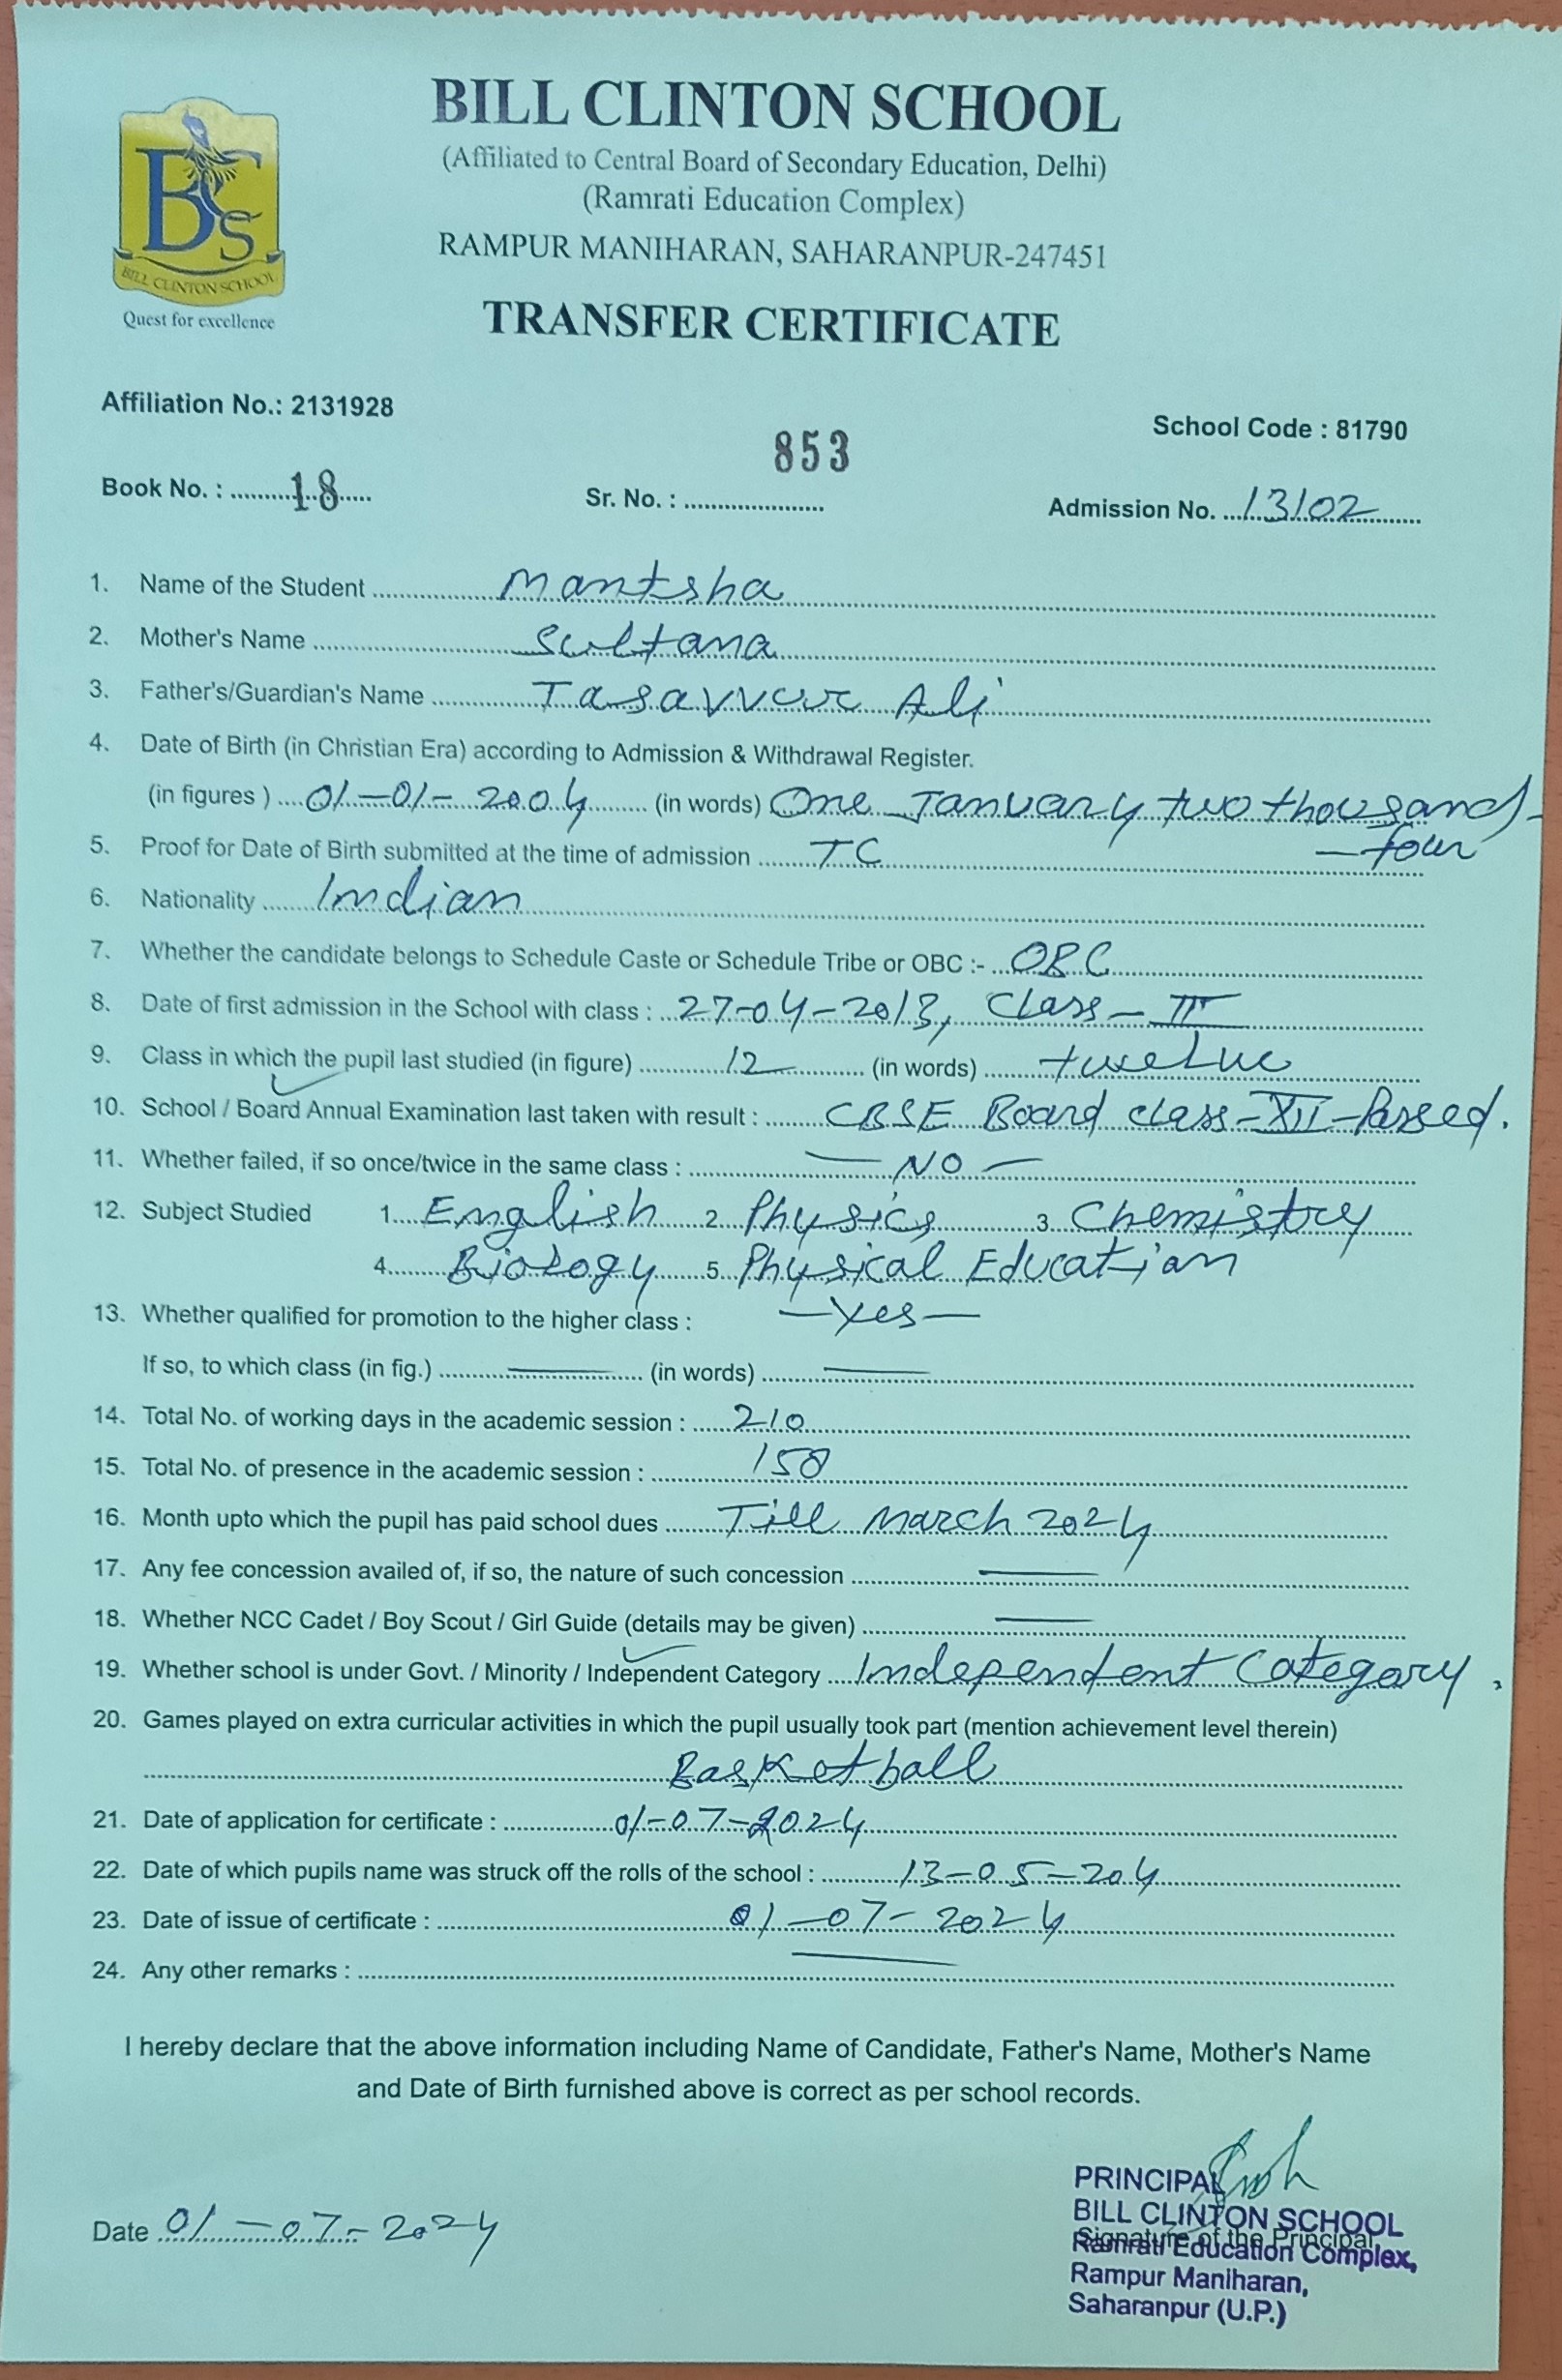 BILL CLINTON SCHOOL
(Affiliated to Central Board of Secondary Education, Delhi)
(Ramrati Education Complex)
RAMPUR MANIHARAN, SAHARANPUR-247451
TRANSFER CERTIFICATE
BCS
BILL CLINTON SCHOOL
Quest for excellence
Affiliation No.: 2131928
School Code : 81790
Book No. : 18 Sr. No. : 853 Admission No. 13102
1. Name of the Student Mantsha
2. Mother's Name Sultana
3. Father's/Guardian's Name Tasavvur Ali
4. Date of Birth (in Christian Era) according to Admission & Withdrawal Register.
(in figures ) 01-01-2004 (in words) One January two thousand-
-four
5. Proof for Date of Birth submitted at the time of admission TC
6. Nationality Indian
7. Whether the candidate belongs to Schedule Caste or Schedule Tribe or OBC :- OBC
8. Date of first admission in the School with class : 27-04-2013, Class-III
9. Class in which the pupil last studied (in figure) 12 (in words) twelve
10. School / Board Annual Examination last taken with result : CBSE Board class-XII-Passed.
11. Whether failed, if so once/twice in the same class : - NO -
12. Subject Studied 1. English 2. Physics 3. Chemistry
4. Biology 5. Physical Education
13. Whether qualified for promotion to the higher class : -Yes-
If so, to which class (in fig.) (in words)
14. Total No. of working days in the academic session : 210
15. Total No. of presence in the academic session : 158
16. Month upto which the pupil has paid school dues Till March 2024
17. Any fee concession availed of, if so, the nature of such concession
18. Whether NCC Cadet / Boy Scout / Girl Guide (details may be given)
19. Whether school is under Govt. / Minority / Independent Category Independent Category.
20. Games played on extra curricular activities in which the pupil usually took part (mention achievement level therein)
Basketball
21. Date of application for certificate : 01-07-2024
22. Date of which pupils name was struck off the rolls of the school : 13-05-204
23. Date of issue of certificate : 01-07-2024
24. Any other remarks :
I hereby declare that the above information including Name of Candidate, Father's Name, Mother's Name
and Date of Birth furnished above is correct as per school records.
Date 01-07-2024
PRINCIPAL
BILL CLINTON SCHOOL
Signature of the Principal
Ramrati Education Complex,
Rampur Maniharan,
Saharanpur (U.P.)